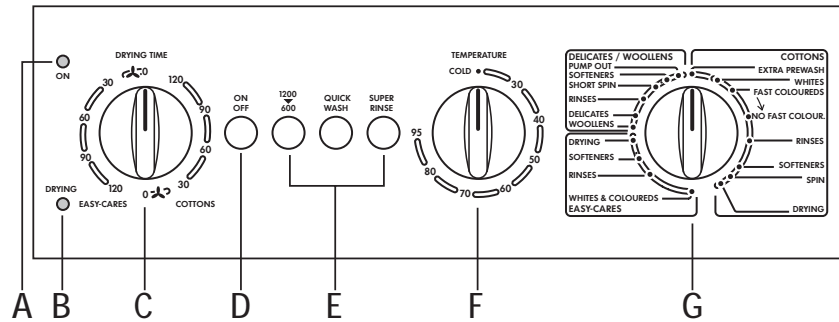 DRYING TIME
30 0 120
ON
60 90
90 60
120 0 30
DRYING
EASY-CARES COTTONS
ON
OFF
1200
600
QUICK
WASH
SUPER
RINSE
TEMPERATURE
COLD
30
40
50
60
70
80
95
DELICATES / WOOLLENS
PUMP OUT
SOFTENERS
SHORT SPIN
RINSES
DELICATES
WOOLLENS
DRYING
SOFTENERS
RINSES
WHITES & COLOUREDS
EASY-CARES
COTTONS
EXTRA PREWASH
WHITES
FAST COLOUREDS
NO FAST COLOUR.
RINSES
SOFTENERS
SPIN
DRYING
A B C D E F G